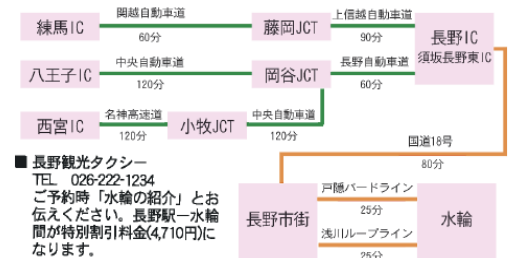 練馬IC 関越自動車道 60分 藤岡JCT 上信越自動車道 90分 長野IC 須坂長野東IC
八王子IC 中央自動車道 120分 岡谷JCT 長野自動車道 60分
西宮IC 名神高速道 120分 小牧JCT 中央自動車道 120分
国道18号
80分
■ 長野観光タクシー
TEL 026-222-1234
ご予約時「水輪の紹介」とお
伝えください。長野駅ー水輪
間が特別割引料金(4,710円)に
なります。
長野市街 戸隠バードライン 25分 水輪
浅川ループライン
25分